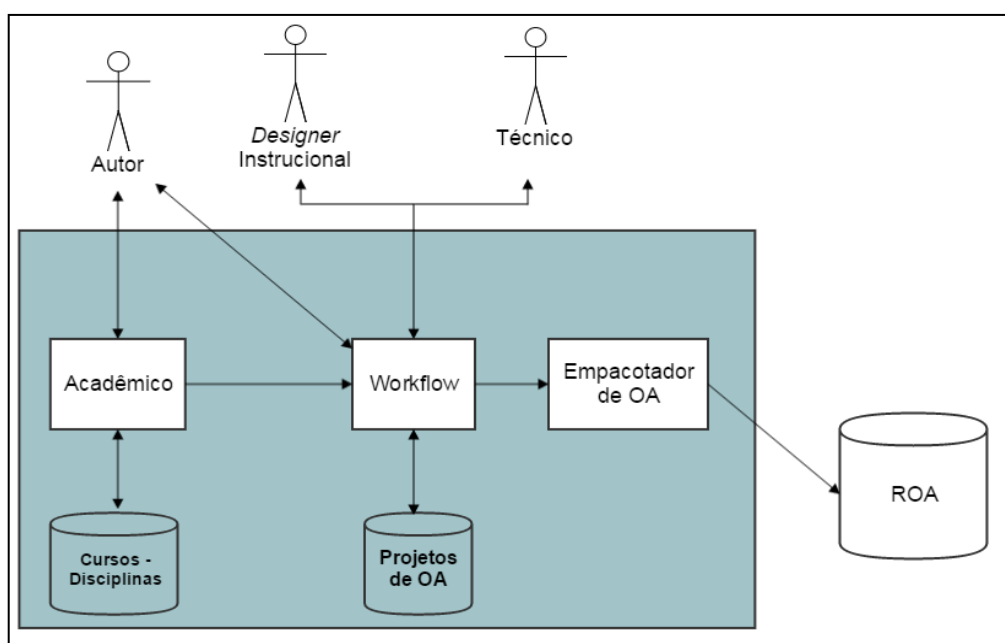 Autor
Designer
Instrucional
Técnico
Acadêmico
Workflow
Empacotador
de OA
ROA
Cursos -
Disciplinas
Projetos
de OA